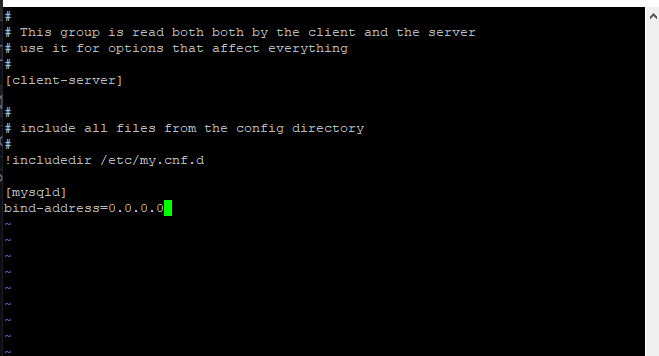 #
# This group is read both both by the client and the server
# use it for options that affect everything
#
[client-server]
#
# include all files from the config directory
#
!includedir /etc/my.cnf.d
[mysqld]
bind-address=0.0.0.0
~
~
~
~
~
~
~
~
~